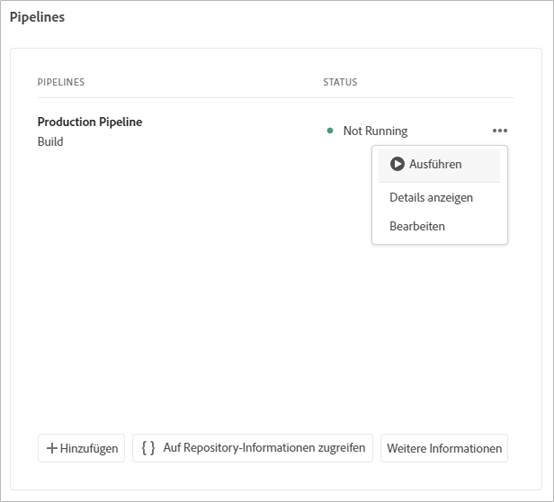 Pipelines
PIPELINES STATUS
Production Pipeline
Not Running
Build
Ausführen
Details anzeigen
Bearbeiten
Hinzufügen
{ } Auf Repository-Informationen zugreifen
Weitere Informationen